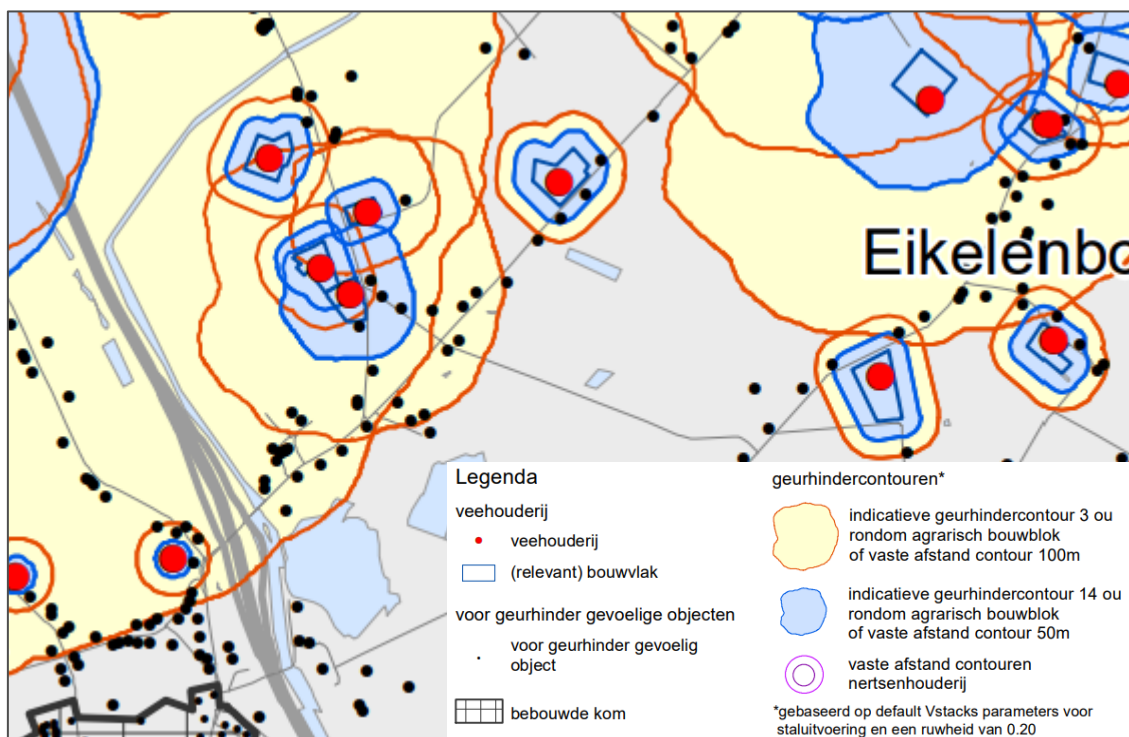 Eikelenbo
Legenda
veehouderij
veehouderij
(relevant) bouwvlak
voor geurhinder gevoelige objecten
voor geurhinder gevoelig
object
bebouwde kom
geurhindercontouren*
indicatieve geurhindercontour 3 ou
rondom agrarisch bouwblok
of vaste afstand contour 100m
indicatieve geurhindercontour 14 ou
rondom agrarisch bouwblok
of vaste afstand contour 50m
vaste afstand contouren
nertsenhouderij
*gebaseerd op default Vstacks parameters voor
staluitvoering en een ruwheid van 0.20